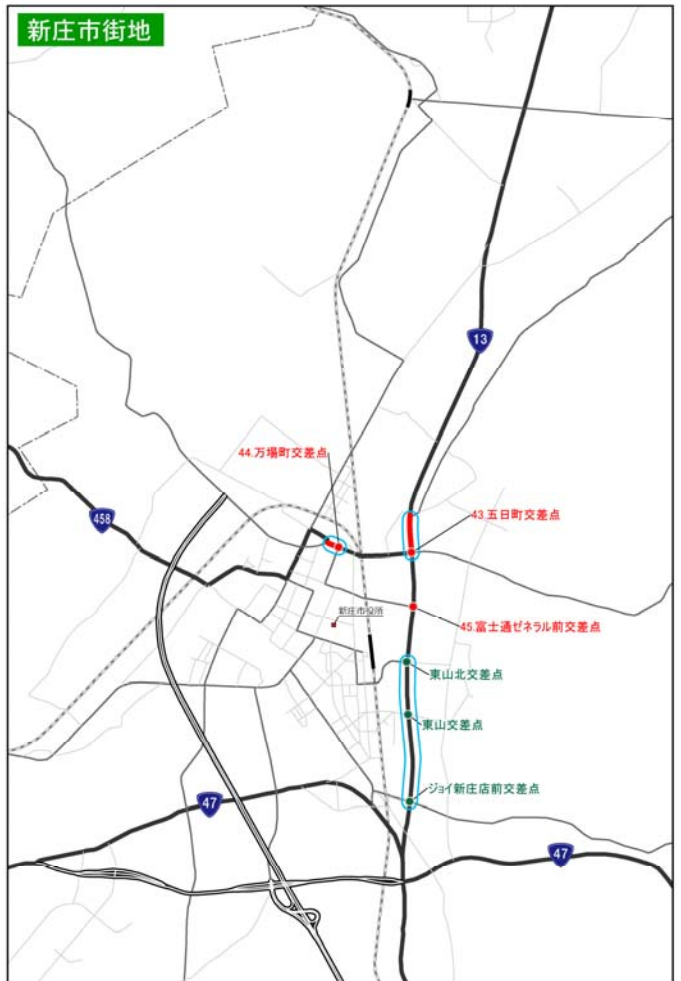 新庄市街地
13
44.万場町交差点
458
43.五日町交差点
新庄市役所
45.富士通ゼネラル前交差点
東山北交差点
東山交差点
ジョイ新庄店前交差点
47
47